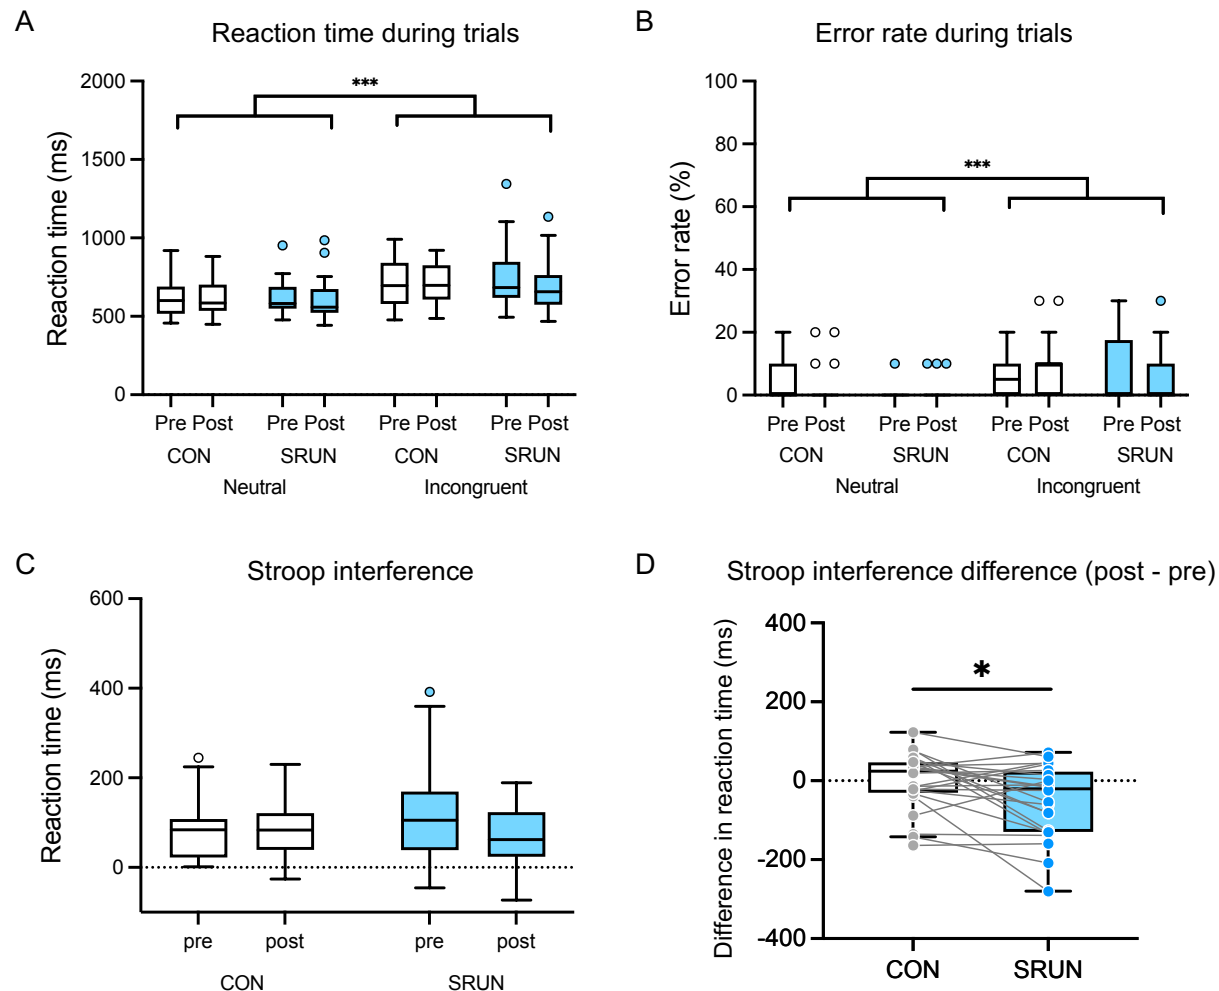 A
Reaction time during trials
Reaction time (ms)
2000
1500
1000
500
0
***
Pre Post Pre Post Pre Post Pre Post
CON SRUN CON SRUN
Neutral Incongruent
B
Error rate during trials
Error rate (%)
100
80
60
40
20
0
***
Pre Post Pre Post Pre Post Pre Post
CON SRUN CON SRUN
Neutral Incongruent
C
Stroop interference
Reaction time (ms)
600
400
200
0
pre post pre post
CON SRUN
D
Stroop interference difference (post - pre)
Difference in reaction time (ms)
400
200
0
-200
-400
*
CON SRUN